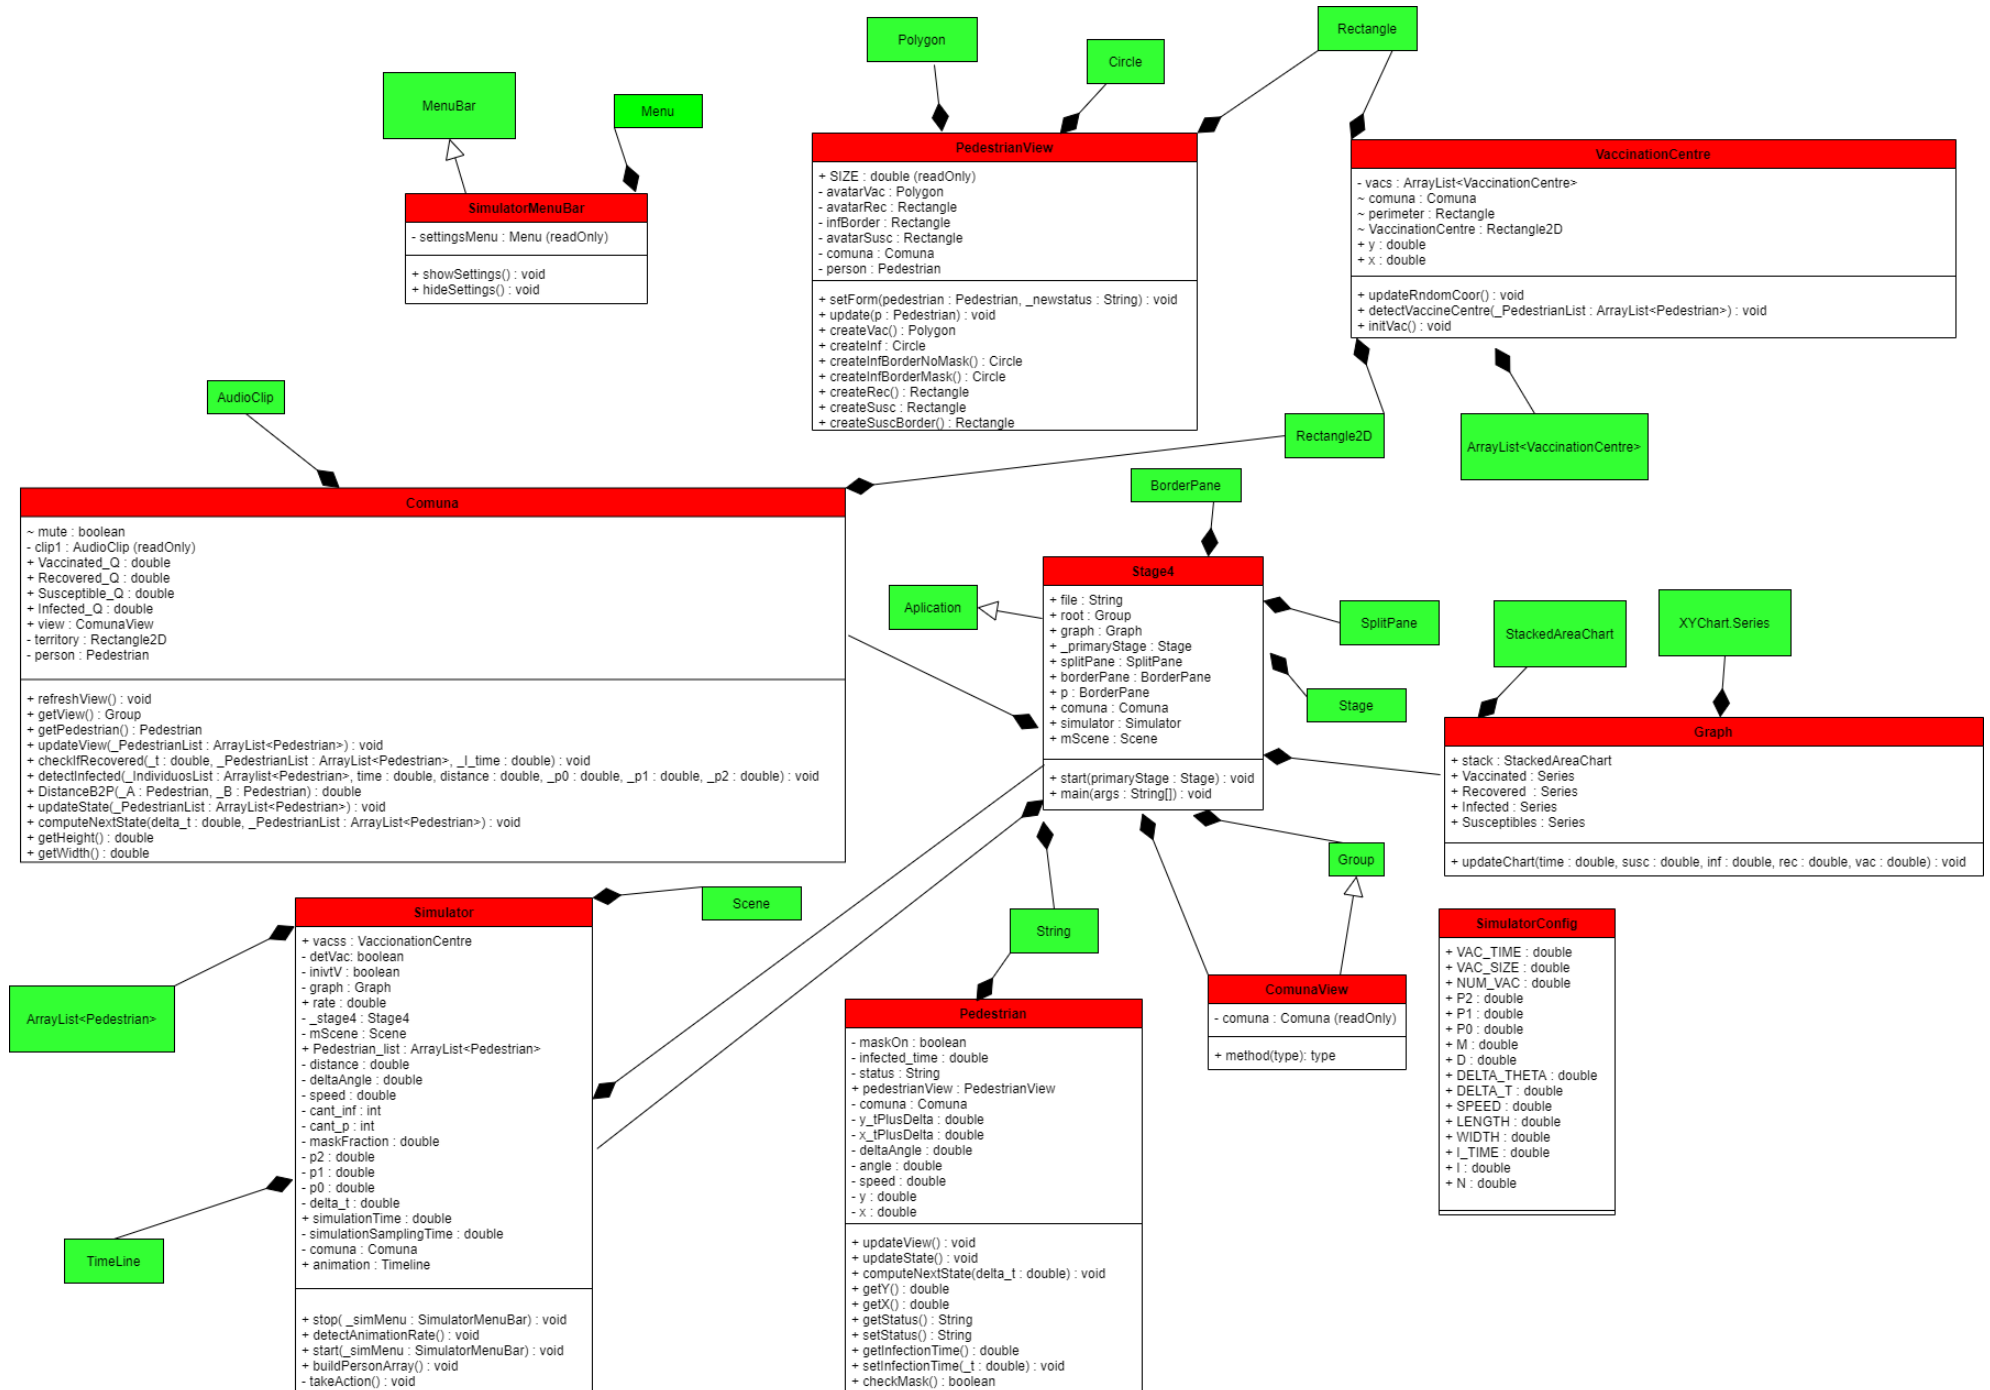 Polygon
Circle
Rectangle
MenuBar
Menu
PedestrianView
+ SIZE : double (readOnly)
- avatarVac : Polygon
- avatarRec : Rectangle
- infBorder : Rectangle
- avatarSusc : Rectangle
- comuna : Comuna
- person : Pedestrian
+ setForm(pedestrian : Pedestrian, _newstatus : String) : void
+ update(p : Pedestrian) : void
+ createVac() : Polygon
+ createInf : Circle
+ createInfBorderNoMask() : Circle
+ createInfBorderMask() : Circle
+ createRec() : Rectangle
+ createSusc : Rectangle
+ createSuscBorder() : Rectangle
VaccinationCentre
- vacs : ArrayList<VaccinationCentre>
~ comuna : Comuna
~ perimeter : Rectangle
~ VaccinationCentre : Rectangle2D
+ y : double
+ x : double
+ updateRndomCoor() : void
+ detectVaccineCentre(_PedestrianList : ArrayList<Pedestrian>) : void
+ initVac() : void
SimulatorMenuBar
- settingsMenu : Menu (readOnly)
+ showSettings() : void
+ hideSettings() : void
AudioClip
Rectangle2D
ArrayList<VaccinationCentre>
BorderPane
Comuna
~ mute : boolean
- clip1 : AudioClip (readOnly)
+ Vaccinated_Q : double
+ Recovered_Q : double
+ Susceptible_Q : double
+ Infected_Q : double
+ view : ComunaView
- territory : Rectangle2D
- person : Pedestrian
+ refreshView() : void
+ getView() : Group
+ getPedestrian() : Pedestrian
+ updateView(_PedestrianList : ArrayList<Pedestrian>) : void
+ checkIfRecovered(_t : double, _PedestrianList : ArrayList<Pedestrian>, _I_time : double) : void
+ detectInfected(_IndividuosList : Arraylist<Pedestrian>, time : double, distance : double, _p0 : double, _p1 : double, _p2 : double) : void
+ DistanceB2P(_A : Pedestrian, _B : Pedestrian) : double
+ updateState(_PedestrianList : ArrayList<Pedestrian>) : void
+ computeNextState(delta_t : double, _PedestrianList : ArrayList<Pedestrian>) : void
+ getHeight() : double
+ getWidth() : double
Stage4
+ file : String
+ root : Group
+ graph : Graph
+ _primaryStage : Stage
+ splitPane : SplitPane
+ borderPane : BorderPane
+ p : BorderPane
+ comuna : Comuna
+ simulator : Simulator
+ mScene : Scene
+ start(primaryStage : Stage) : void
+ main(args : String[]) : void
Aplication
SplitPane
Stage
StackedAreaChart
XYChart.Series
Graph
+ stack : StackedAreaChart
+ Vaccinated : Series
+ Recovered : Series
+ Infected : Series
+ Susceptibles : Series
+ updateChart(time : double, susc : double, inf : double, rec : double, vac : double) : void
Group
Scene
String
Simulator
+ vacss : VaccionationCentre
- detVac: boolean
- inivtV : boolean
- graph : Graph
+ rate : double
- _stage4 : Stage4
- mScene : Scene
+ Pedestrian_list : ArrayList<Pedestrian>
- distance : double
- deltaAngle : double
- speed : double
- cant_inf : int
- cant_p : int
- maskFraction : double
- p2 : double
- p1 : double
- p0 : double
- delta_t : double
+ simulationTime : double
- simulationSamplingTime : double
- comuna : Comuna
+ animation : Timeline
+ stop( _simMenu : SimulatorMenuBar) : void
+ detectAnimationRate() : void
+ start(_simMenu : SimulatorMenuBar) : void
+ buildPersonArray() : void
- takeAction() : void
ArrayList<Pedestrian>
TimeLine
Pedestrian
- maskOn : boolean
- infected_time : double
- status : String
+ pedestrianView : PedestrianView
- comuna : Comuna
- y_tPlusDelta : double
- x_tPlusDelta : double
- deltaAngle : double
- angle : double
- speed : double
- y : double
- x : double
+ updateView() : void
+ updateState() : void
+ computeNextState(delta_t : double) : void
+ getY() : double
+ getX() : double
+ getStatus() : String
+ setStatus() : String
+ getInfectionTime() : double
+ setInfectionTime(_t : double) : void
+ checkMask() : boolean
ComunaView
- comuna : Comuna (readOnly)
+ method(type): type
SimulatorConfig
+ VAC_TIME : double
+ VAC_SIZE : double
+ NUM_VAC : double
+ P2 : double
+ P1 : double
+ P0 : double
+ M : double
+ D : double
+ DELTA_THETA : double
+ DELTA_T : double
+ SPEED : double
+ LENGTH : double
+ WIDTH : double
+ I_TIME : double
+ I : double
+ N : double